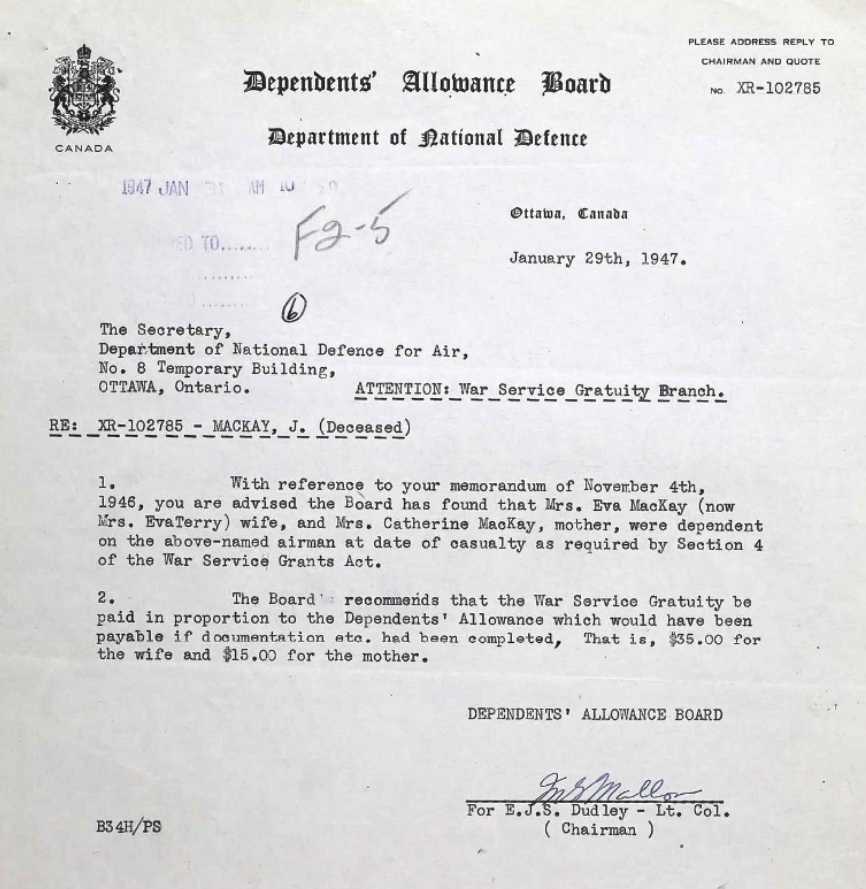 PLEASE ADDRESS REPLY TO
CHAIRMAN AND QUOTE
No. XR-102785
Dependents' Allowance Board
Department of National Defence
CANADA
1947 JAN 31 AM 10
TO......
F2-5
Ottawa, Canada
January 29th, 1947.
6
The Secretary,
Department of National Defence for Air,
No. 8 Temporary Building,
OTTAWA, Ontario. ATTENTION: War Service Gratuity Branch.
RE: XR-102785 - MACKAY, J. (Deceased)
1. With reference to your memorandum of November 4th,
1946, you are advised the Board has found that Mrs. Eva MacKay (now
Mrs. EvaTerry) wife, and Mrs. Catherine MacKay, mother, were dependent
on the above-named airman at date of casualty as required by Section 4
of the War Service Grants Act.
2. The Board recommends that the War Service Gratuity be
paid in proportion to the Dependents' Allowance which would have been
payable if documentation etc. had been completed, That is, $35.00 for
the wife and $15.00 for the mother.
DEPENDENTS' ALLOWANCE BOARD
For E.J.S. Dudley - Lt. Col.
( Chairman )
B34H/PS